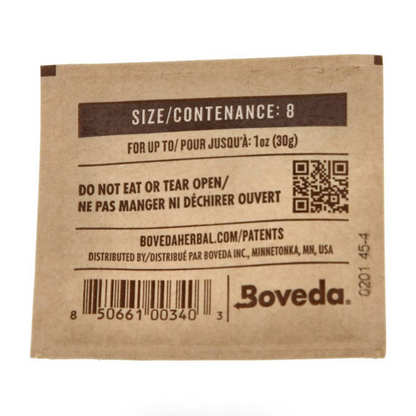 SIZE/CONTENANCE: 8
FOR UP TO/ POUR JUSQU'À: 1oz (30g)
DO NOT EAT OR TEAR OPEN/
NE PAS MANGER NI DÉCHIRER OUVERT
BOVEDAHERBAL.COM/PATENTS
DISTRIBUTED BY/DISTRIBUÉ PAR BOVEDA INC., MINNETONKA, MN, USA
8 50661 00340 3
Boveda®
0201 45-4